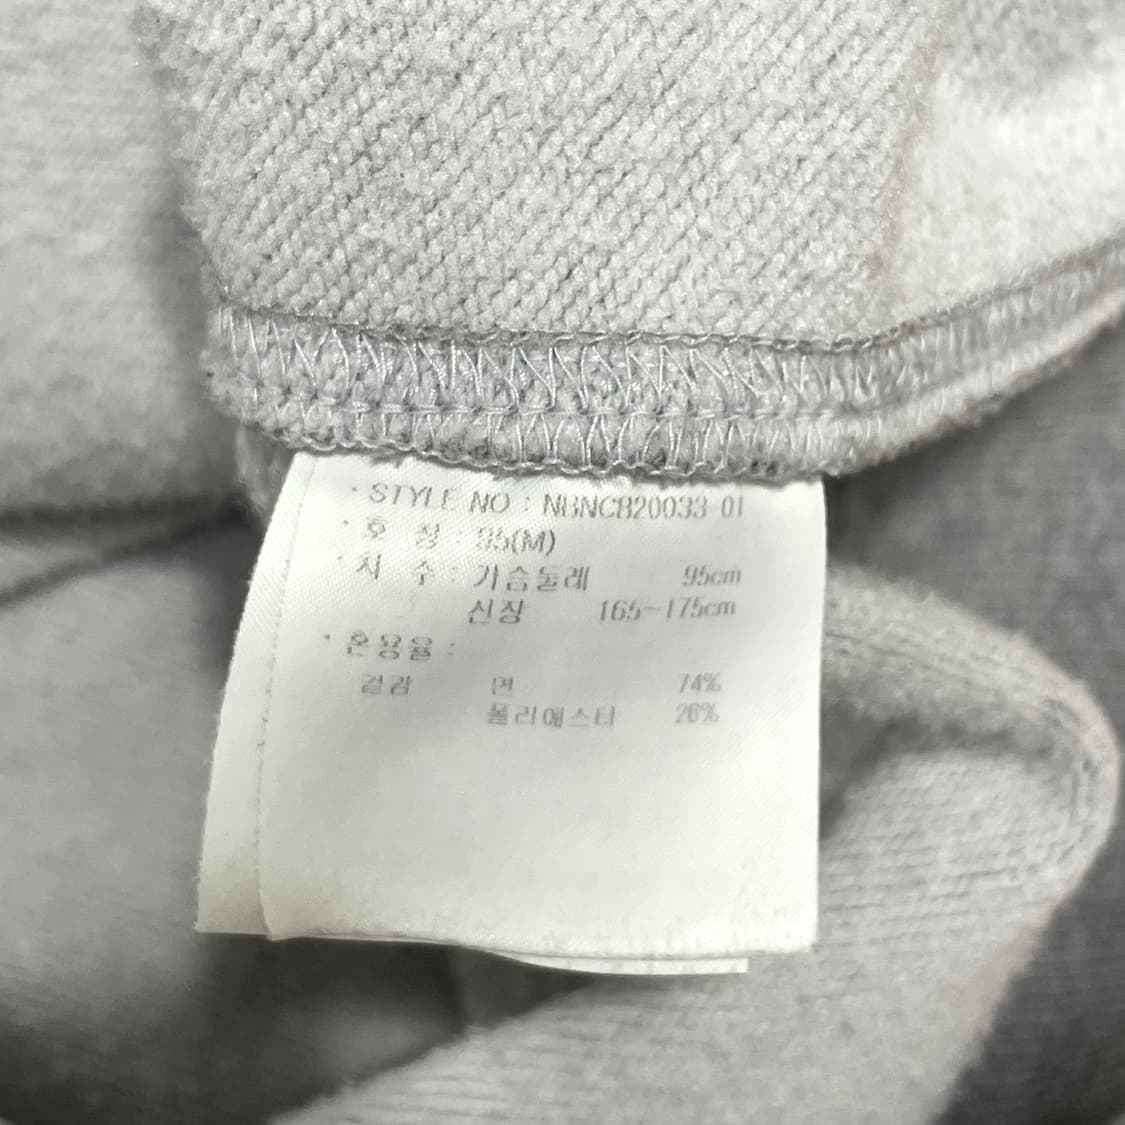 · STYLE NO : NBNCB20033-01
· 호 칭 : 95(M)
· 치 수 : 가슴둘레 95cm
신장 165~175cm
· 혼용율 :
겉감 면 74%
폴리에스터 26%